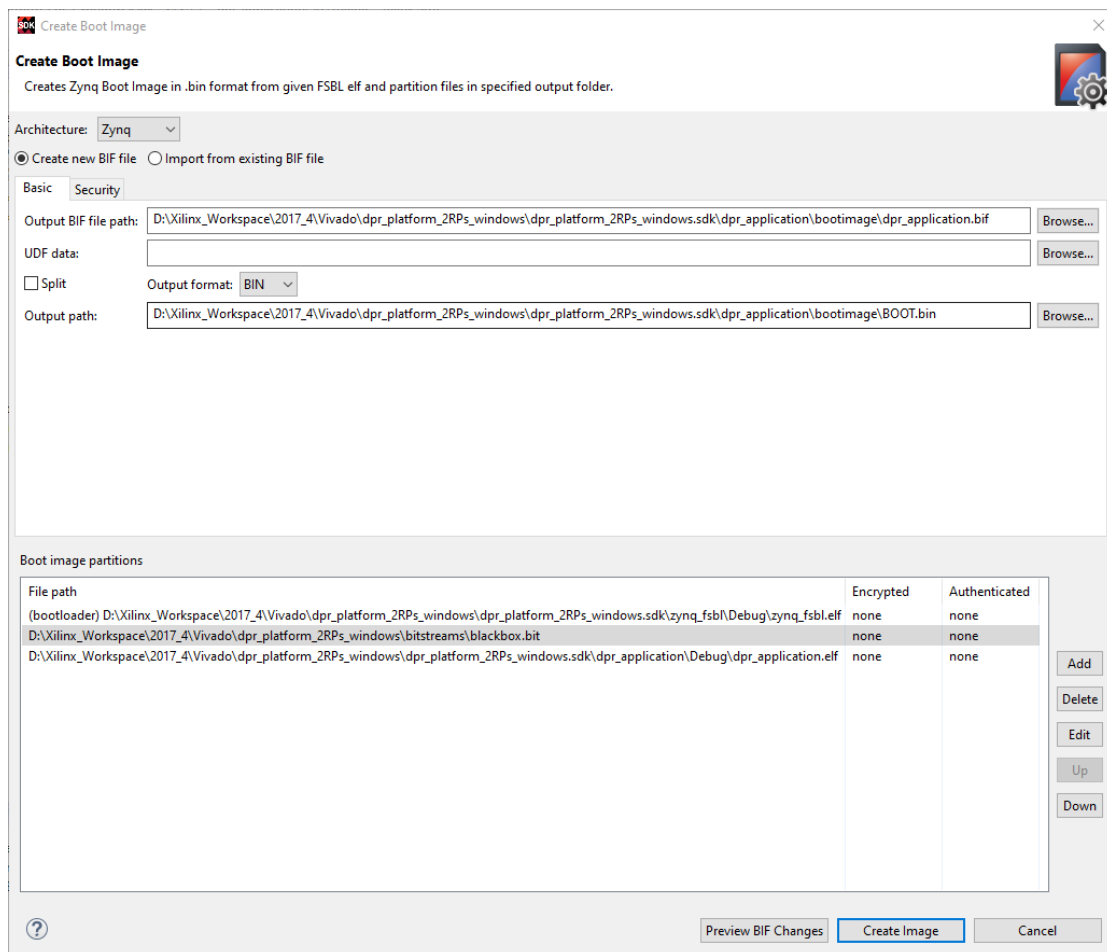 SDK Create Boot Image
Create Boot Image
Creates Zynq Boot Image in .bin format from given FSBL elf and partition files in specified output folder.
Architecture: Zynq
Create new BIF file Import from existing BIF file
Basic Security
Output BIF file path: D:\Xilinx_Workspace\2017_4\Vivado\dpr_platform_2RPs_windows\dpr_platform_2RPs_windows.sdk\dpr_application\bootimage\dpr_application.bif Browse...
UDF data: Browse...
Split Output format: BIN
Output path: D:\Xilinx_Workspace\2017_4\Vivado\dpr_platform_2RPs_windows\dpr_platform_2RPs_windows.sdk\dpr_application\bootimage\BOOT.bin Browse...
Boot image partitions
File path Encrypted Authenticated
(bootloader) D:\Xilinx_Workspace\2017_4\Vivado\dpr_platform_2RPs_windows\dpr_platform_2RPs_windows.sdk\zynq_fsbl\Debug\zynq_fsbl.elf none none
D:\Xilinx_Workspace\2017_4\Vivado\dpr_platform_2RPs_windows\bitstreams\blackbox.bit none none
D:\Xilinx_Workspace\2017_4\Vivado\dpr_platform_2RPs_windows\dpr_platform_2RPs_windows.sdk\dpr_application\Debug\dpr_application.elf none none
Add
Delete
Edit
Up
Down
? Preview BIF Changes Create Image Cancel